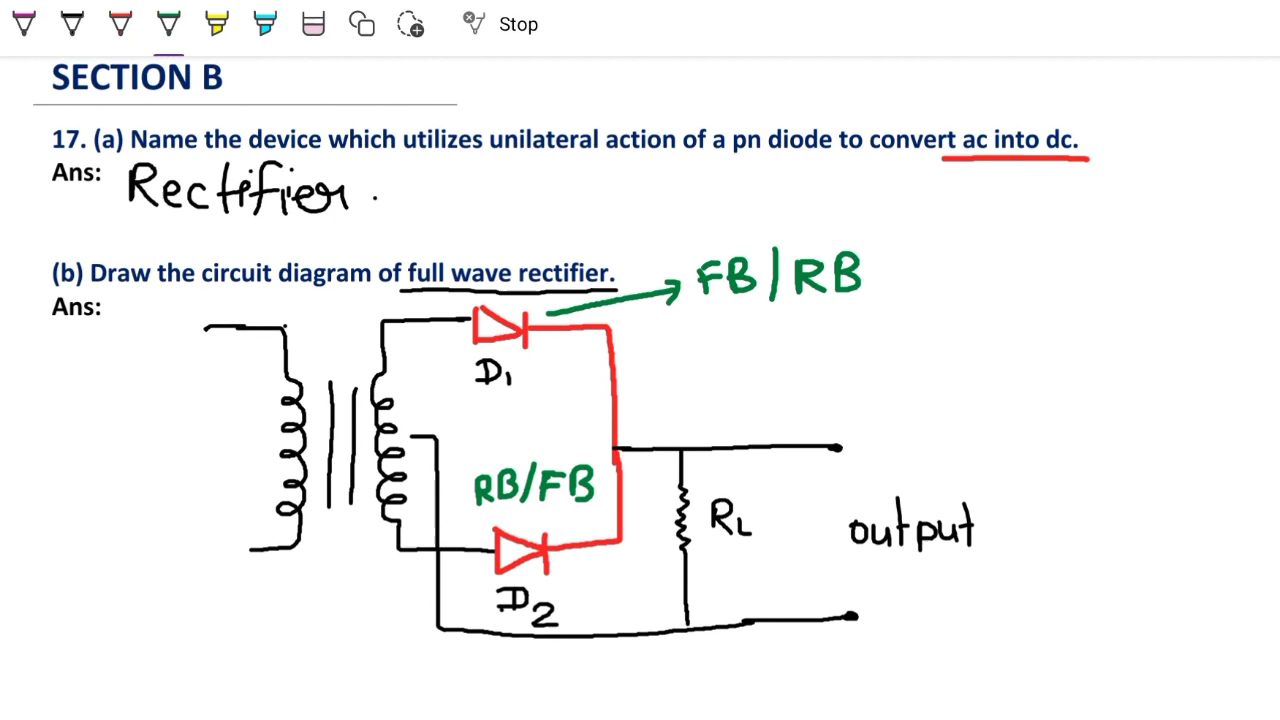 Stop
SECTION B
17. (a) Name the device which utilizes unilateral action of a pn diode to convert ac into dc.
Ans: Rectifier.
(b) Draw the circuit diagram of full wave rectifier.
FB/RB
Ans:
D1
RB/FB
RL
output
D2